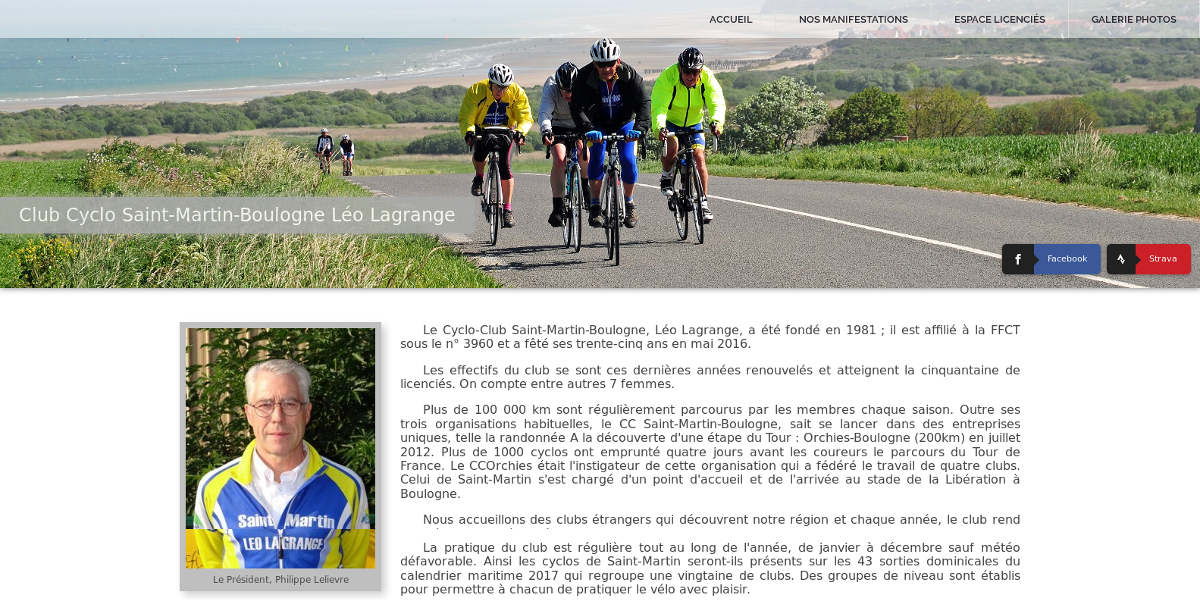 ACCUEIL
NOS MANIFESTATIONS
ESPACE LICENCIÉS
GALERIE PHOTOS
Club Cyclo Saint-Martin-Boulogne Léo Lagrange
Facebook
Strava
Saint Martin
LEO LAGRANGE
Le Président, Philippe Lelievre
Le Cyclo-Club Saint-Martin-Boulogne, Léo Lagrange, a été fondé en 1981 ; il est affilié à la FFCT
sous le n° 3960 et a fêté ses trente-cinq ans en mai 2016.
Les effectifs du club se sont ces dernières années renouvelés et atteignent la cinquantaine de
licenciés. On compte entre autres 7 femmes.
Plus de 100 000 km sont régulièrement parcourus par les membres chaque saison. Outre ses
trois organisations habituelles, le CC Saint-Martin-Boulogne, sait se lancer dans des entreprises
uniques, telle la randonnée A la découverte d'une étape du Tour : Orchies-Boulogne (200km) en juillet
2012. Plus de 1000 cyclos ont emprunté quatre jours avant les coureurs le parcours du Tour de
France. Le CCOrchies était l'instigateur de cette organisation qui a fédéré le travail de quatre clubs.
Celui de Saint-Martin s'est chargé d'un point d'accueil et de l'arrivée au stade de la Libération à
Boulogne.
Nous accueillons des clubs étrangers qui découvrent notre région et chaque année, le club rend
La pratique du club est régulière tout au long de l'année, de janvier à décembre sauf météo
défavorable. Ainsi les cyclos de Saint-Martin seront-ils présents sur les 43 sorties dominicales du
calendrier maritime 2017 qui regroupe une vingtaine de clubs. Des groupes de niveau sont établis
pour permettre à chacun de pratiquer le vélo avec plaisir.